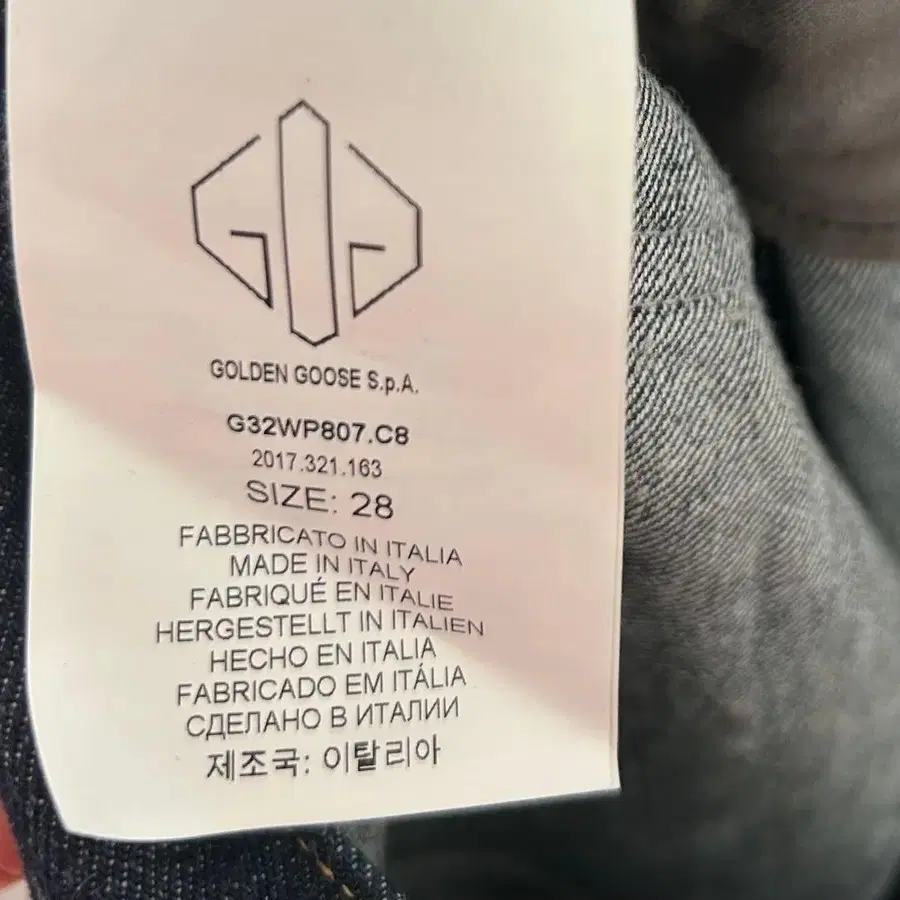 GOLDEN GOOSE S.p.A.
G32WP807.C8
2017.321.163
SIZE: 28
FABBRICATO IN ITALIA
MADE IN ITALY
FABRIQUÉ EN ITALIE
HERGESTELLT IN ITALIEN
HECHO EN ITALIA
FABRICADO EM ITÁLIA
СДЕЛАНО В ИТАЛИИ
제조국: 이탈리아